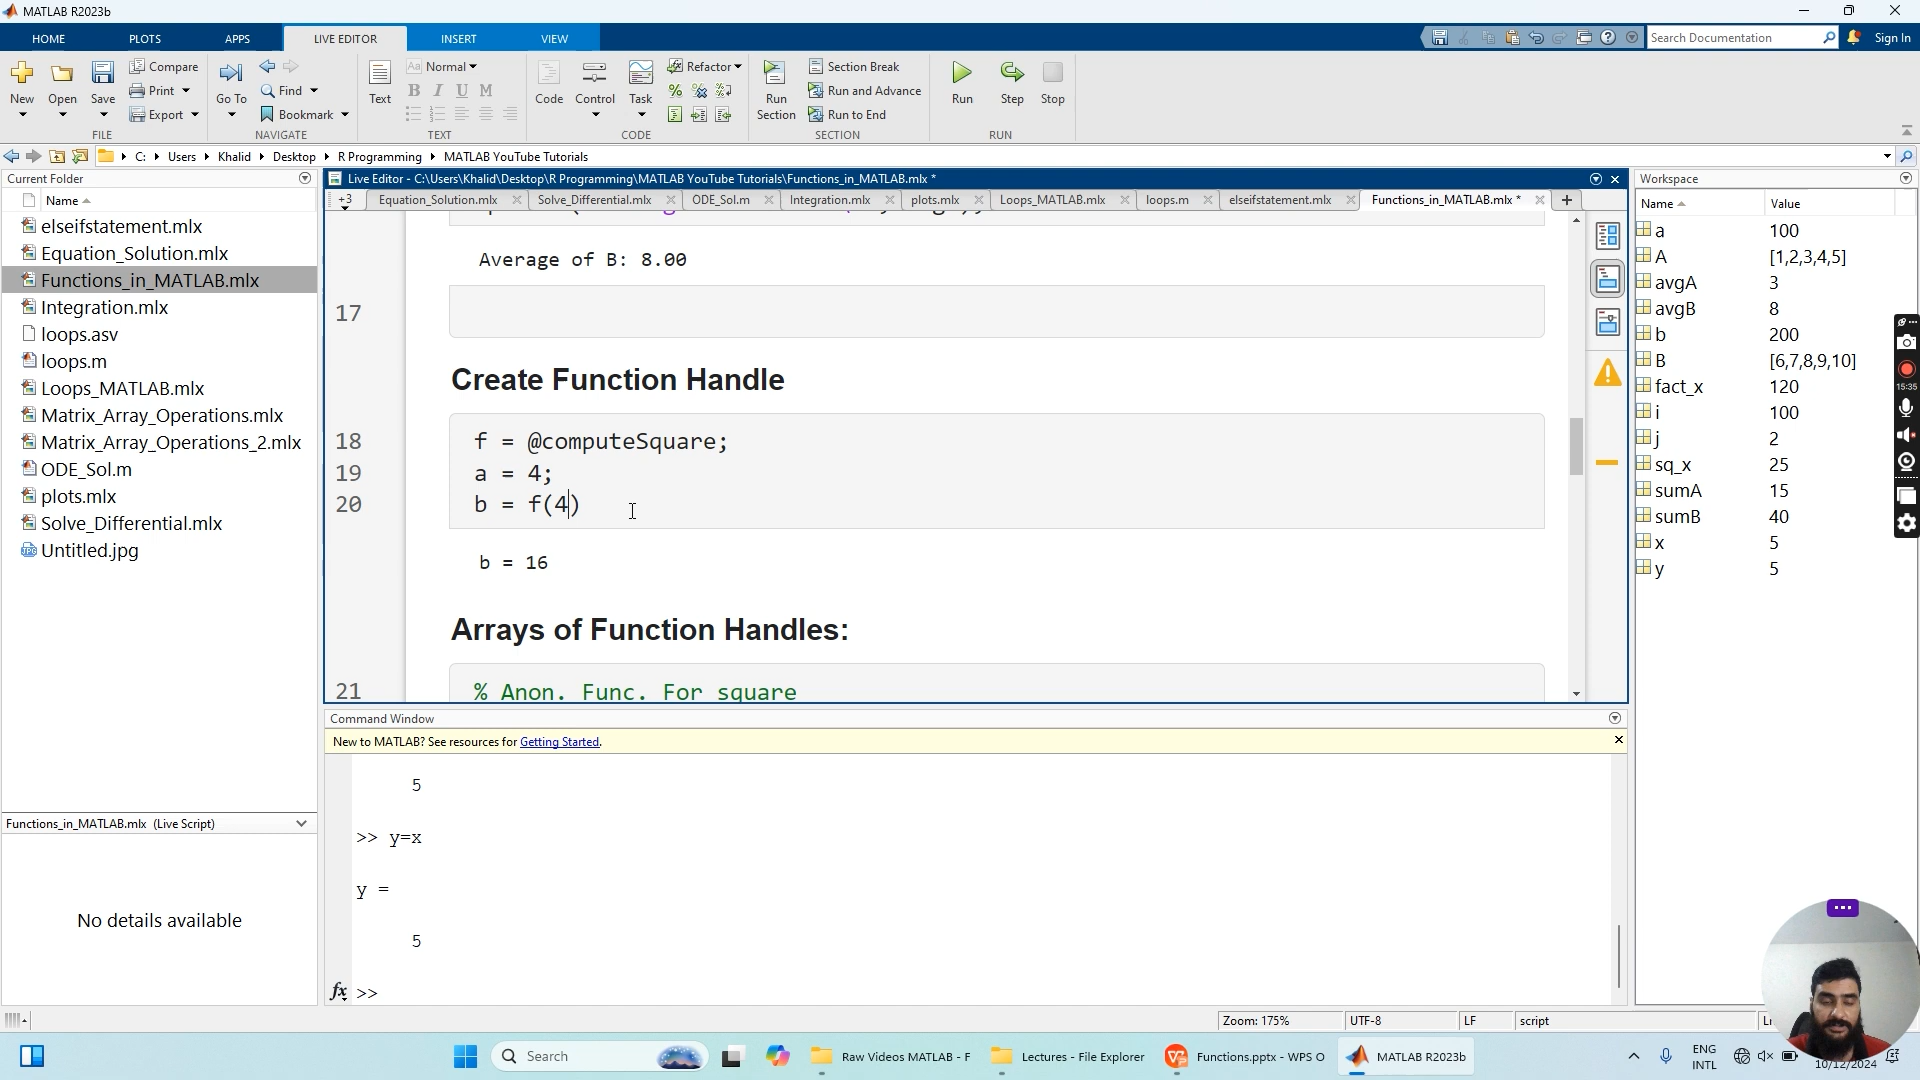 MATLAB R2023b
HOME PLOTS APPS LIVE EDITOR INSERT VIEW
Search Documentation
Sign In
New
Open
Save
Compare
Print
Export
FILE
Go To
Find
Bookmark
NAVIGATE
Text
Aa Normal
B I U M
TEXT
Code
Control
Task
Refactor
CODE
Run Section
Section Break
Run and Advance
Run to End
SECTION
Run
Step
Stop
RUN
C: Users Khalid Desktop R Programming MATLAB YouTube Tutorials
Current Folder
Name
elseifstatement.mlx
Equation_Solution.mlx
Functions_in_MATLAB.mlx
Integration.mlx
loops.asv
loops.m
Loops_MATLAB.mlx
Matrix_Array_Operations.mlx
Matrix_Array_Operations_2.mlx
ODE_Sol.m
plots.mlx
Solve_Differential.mlx
Untitled.jpg
Functions_in_MATLAB.mlx (Live Script)
No details available
Live Editor - C:\Users\Khalid\Desktop\R Programming\MATLAB YouTube Tutorials\Functions_in_MATLAB.mlx *
+3 Equation_Solution.mlx Solve_Differential.mlx ODE_Sol.m Integration.mlx plots.mlx Loops_MATLAB.mlx loops.m elseifstatement.mlx Functions_in_MATLAB.mlx *
Average of B: 8.00
17
Create Function Handle
18 f = @computeSquare;
19 a = 4;
20 b = f(4)
b = 16
Arrays of Function Handles:
21 % Anon. Func. For square
Command Window
New to MATLAB? See resources for Getting Started.
5
>> y=x
y =
5
fx >>
Workspace
Name Value
a 100
A [1,2,3,4,5]
avgA 3
avgB 8
b 200
B [6,7,8,9,10]
fact_x 120
i 100
j 2
sq_x 25
sumA 15
sumB 40
x 5
y 5
15:35
Zoom: 175% UTF-8 LF script
Search
Raw Videos MATLAB - F
Lectures - File Explorer
Functions.pptx - WPS O
MATLAB R2023b
ENG
INTL
10/12/2024